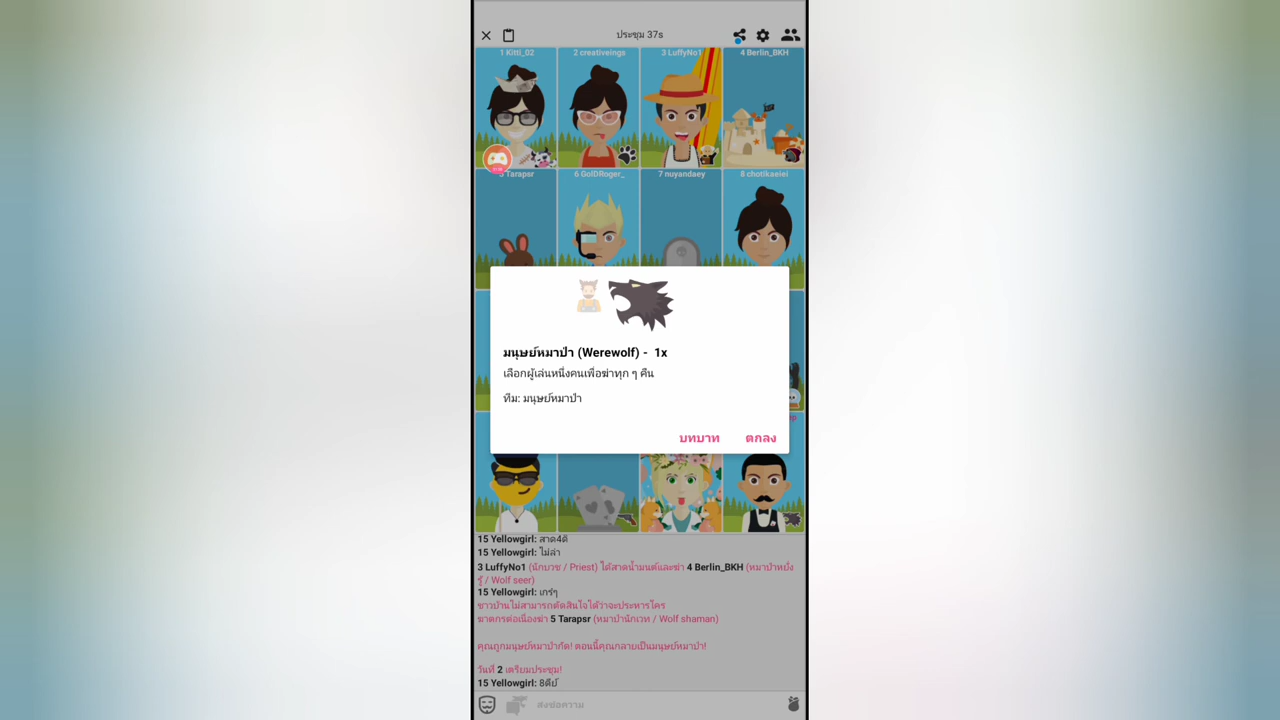 ประชุม 37s
1 Kitti_02
2 creativeings
3 LuffyNo1
4 Berlin_BKH
5 Tarapsr
6 GolDRoger_
7 nuyandaey
8 chotikaeiei
มนุษย์หมาป่า (Werewolf) - 1x
เลือกผู้เล่นหนึ่งคนเพื่อฆ่าทุก ๆ คืน
ทีม: มนุษย์หมาป่า
บทบาท
ตกลง
15 Yellowgirl: สาด4ดิ
15 Yellowgirl: ไม่ล่า
3 LuffyNo1 (นักบวช / Priest) ได้สาดน้ำมนต์และฆ่า 4 Berlin_BKH (หมาป่าหยั่ง
รู้ / Wolf seer)
15 Yellowgirl: เกร่ๆ
ชาวบ้านไม่สามารถตัดสินใจได้ว่าจะประหารใคร
ฆาตกรต่อเนื่องฆ่า 5 Tarapsr (หมาป่านักเวท / Wolf shaman)
คุณถูกมนุษย์หมาป่ากัด! ตอนนี้คุณกลายเป็นมนุษย์หมาป่า!
วันที่ 2 เตรียมประชุม!
15 Yellowgirl: 8ดีย์
ส่งข้อความ